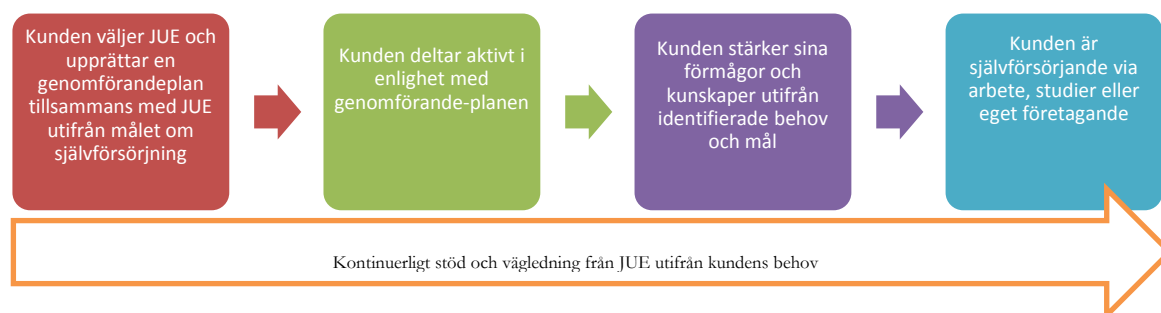 Kunden väljer JUE och
upprättar en
genomförandeplan
tillsammans med JUE
utifrån målet om
självförsörjning
Kunden deltar aktivt i
enlighet med
genomförande-planen
Kunden stärker sina
förmågor och
kunskaper utifrån
identifierade behov
och mål
Kunden är
självförsörjande via
arbete, studier eller
eget företagande
Kontinuerligt stöd och vägledning från JUE utifrån kundens behov